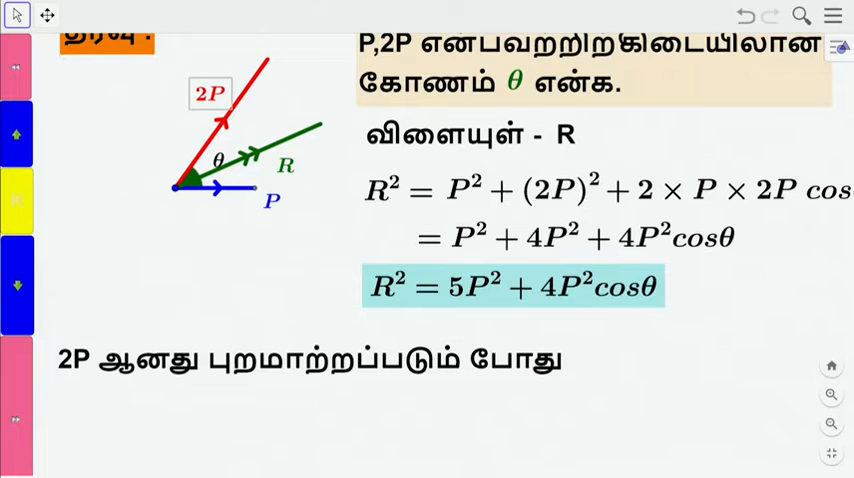 தீர்வு :
P,2P என்பவற்றிற்கிடையிலான
கோணம் θ என்க.
2P
θ
R
P
விளையுள் - R
R² = P² + (2P)² + 2 × P × 2P cos
= P² + 4P² + 4P²cosθ
R² = 5P² + 4P²cosθ
2P ஆனது புறமாற்றப்படும் போது